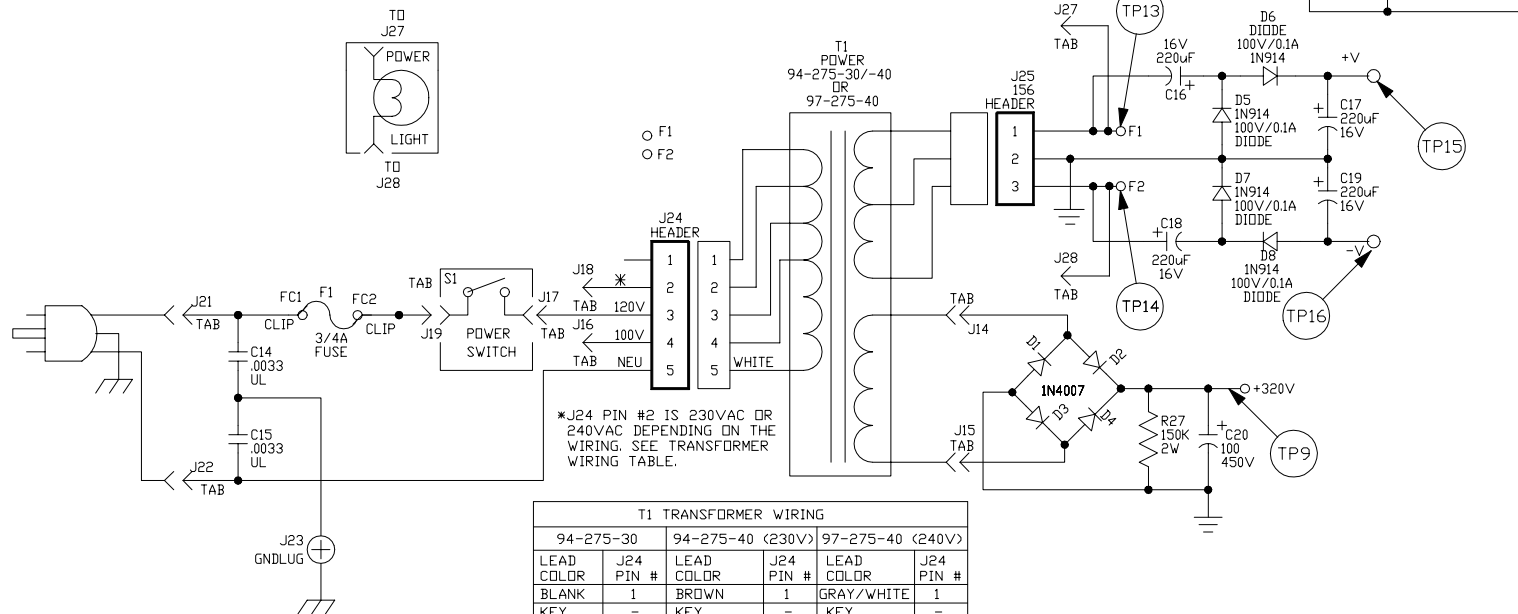 TO
J27
POWER
LIGHT
TO
J28
F1
F2
T1
POWER
94-275-30/-40
OR
97-275-40
J25
156
HEADER
1
2
3
J27
TAB
TP13
F1
F2
J28
TAB
TP14
16V
220uF
+
C16
D6
DIODE
100V/0.1A
1N914
D5
1N914
100V/0.1A
DIODE
+V
+
C17
220uF
16V
TP15
D7
1N914
100V/0.1A
DIODE
+
C19
220uF
16V
+
C18
220uF
16V
D8
1N914
100V/0.1A
DIODE
-V
TP16
J24
HEADER
1
2
3
4
5
1
2
3
4
5
J18
TAB
*
120V
J16
TAB
100V
NEU
WHITE
J21
TAB
FC1
CLIP
F1
3/4A
FUSE
FC2
CLIP
TAB
J19
S1
POWER
SWITCH
J17
TAB
C14
.0033
UL
C15
.0033
UL
J22
TAB
J23
GNDLUG
*J24 PIN #2 IS 230VAC OR
240VAC DEPENDING ON THE
WIRING. SEE TRANSFORMER
WIRING TABLE.
TAB
J14
J15
TAB
D1
D2
1N4007
D3
D4
R27
150K
2W
+
C20
100
450V
+320V
TP9
T1 TRANSFORMER WIRING
94-275-30 94-275-40 (230V) 97-275-40 (240V)
LEAD J24 LEAD J24 LEAD J24
COLOR PIN # COLOR PIN # COLOR PIN #
BLANK 1 BROWN 1 GRAY/WHITE 1
KEY - KEY - KEY -